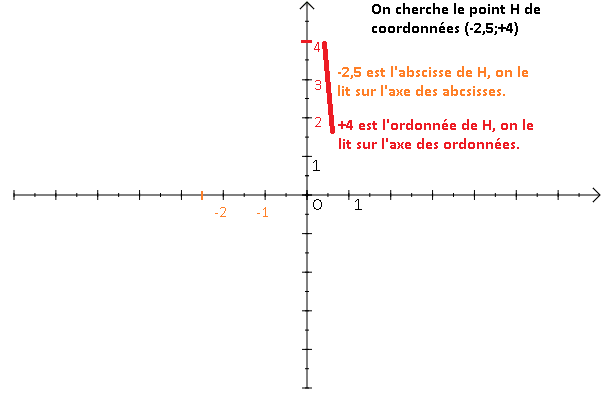 On cherche le point H de
coordonnées (-2,5;+4)
4
-2,5 est l'abscisse de H, on le
lit sur l'axe des abcsisses.
3
2
+4 est l'ordonnée de H, on le
lit sur l'axe des ordonnées.
1
O 1
-2 -1